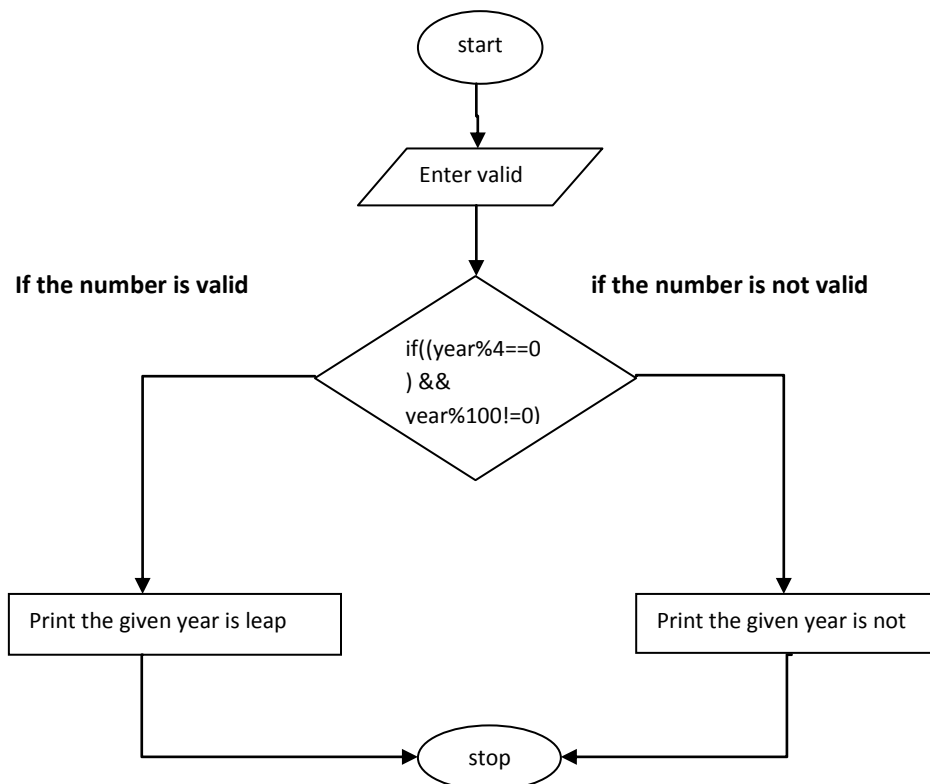 start
Enter valid
If the number is valid
if the number is not valid
if((year%4==0
) &&
year%100!=0)
Print the given year is leap
Print the given year is not
stop